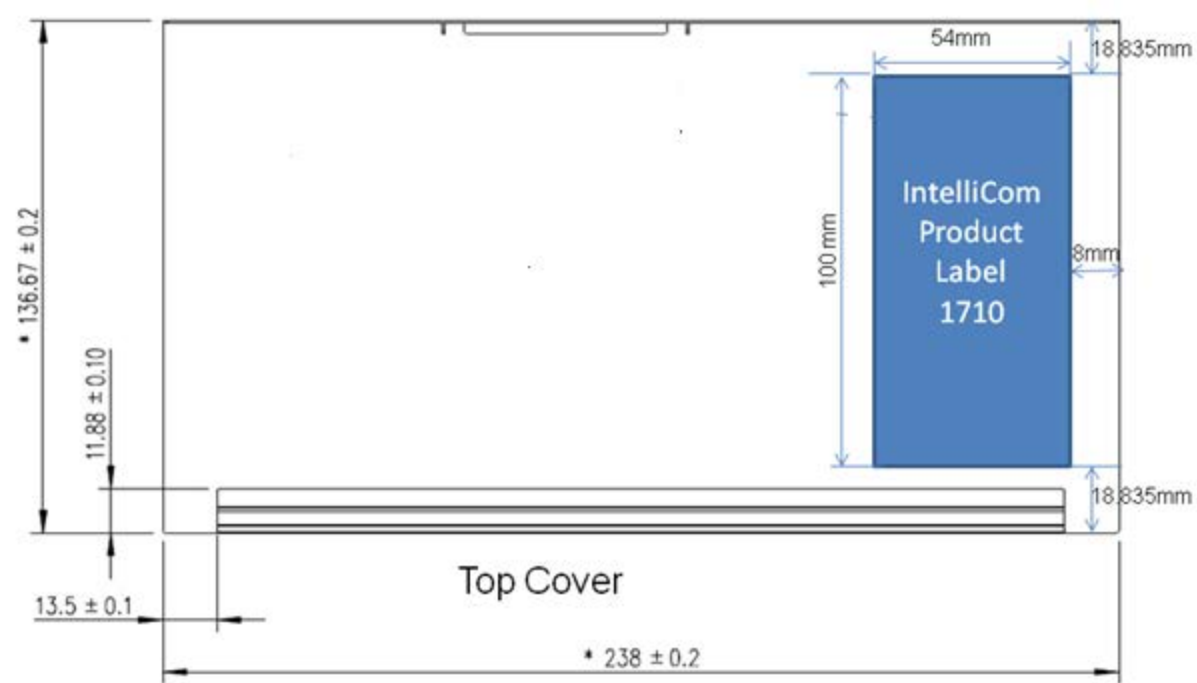 54mm
18.835mm
100 mm
IntelliCom
Product
Label
1710
8mm
* 136.67 ± 0.2
11.88 ± 0.10
18.835mm
Top Cover
13.5 ± 0.1
* 238 ± 0.2